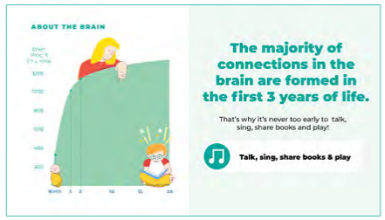 ABOUT THE BRAIN
The majority of
connections in the
brain are formed in
the first 3 years of life.
That's why it's never too early to talk,
sing, share books and play!
Talk, sing, share books & play